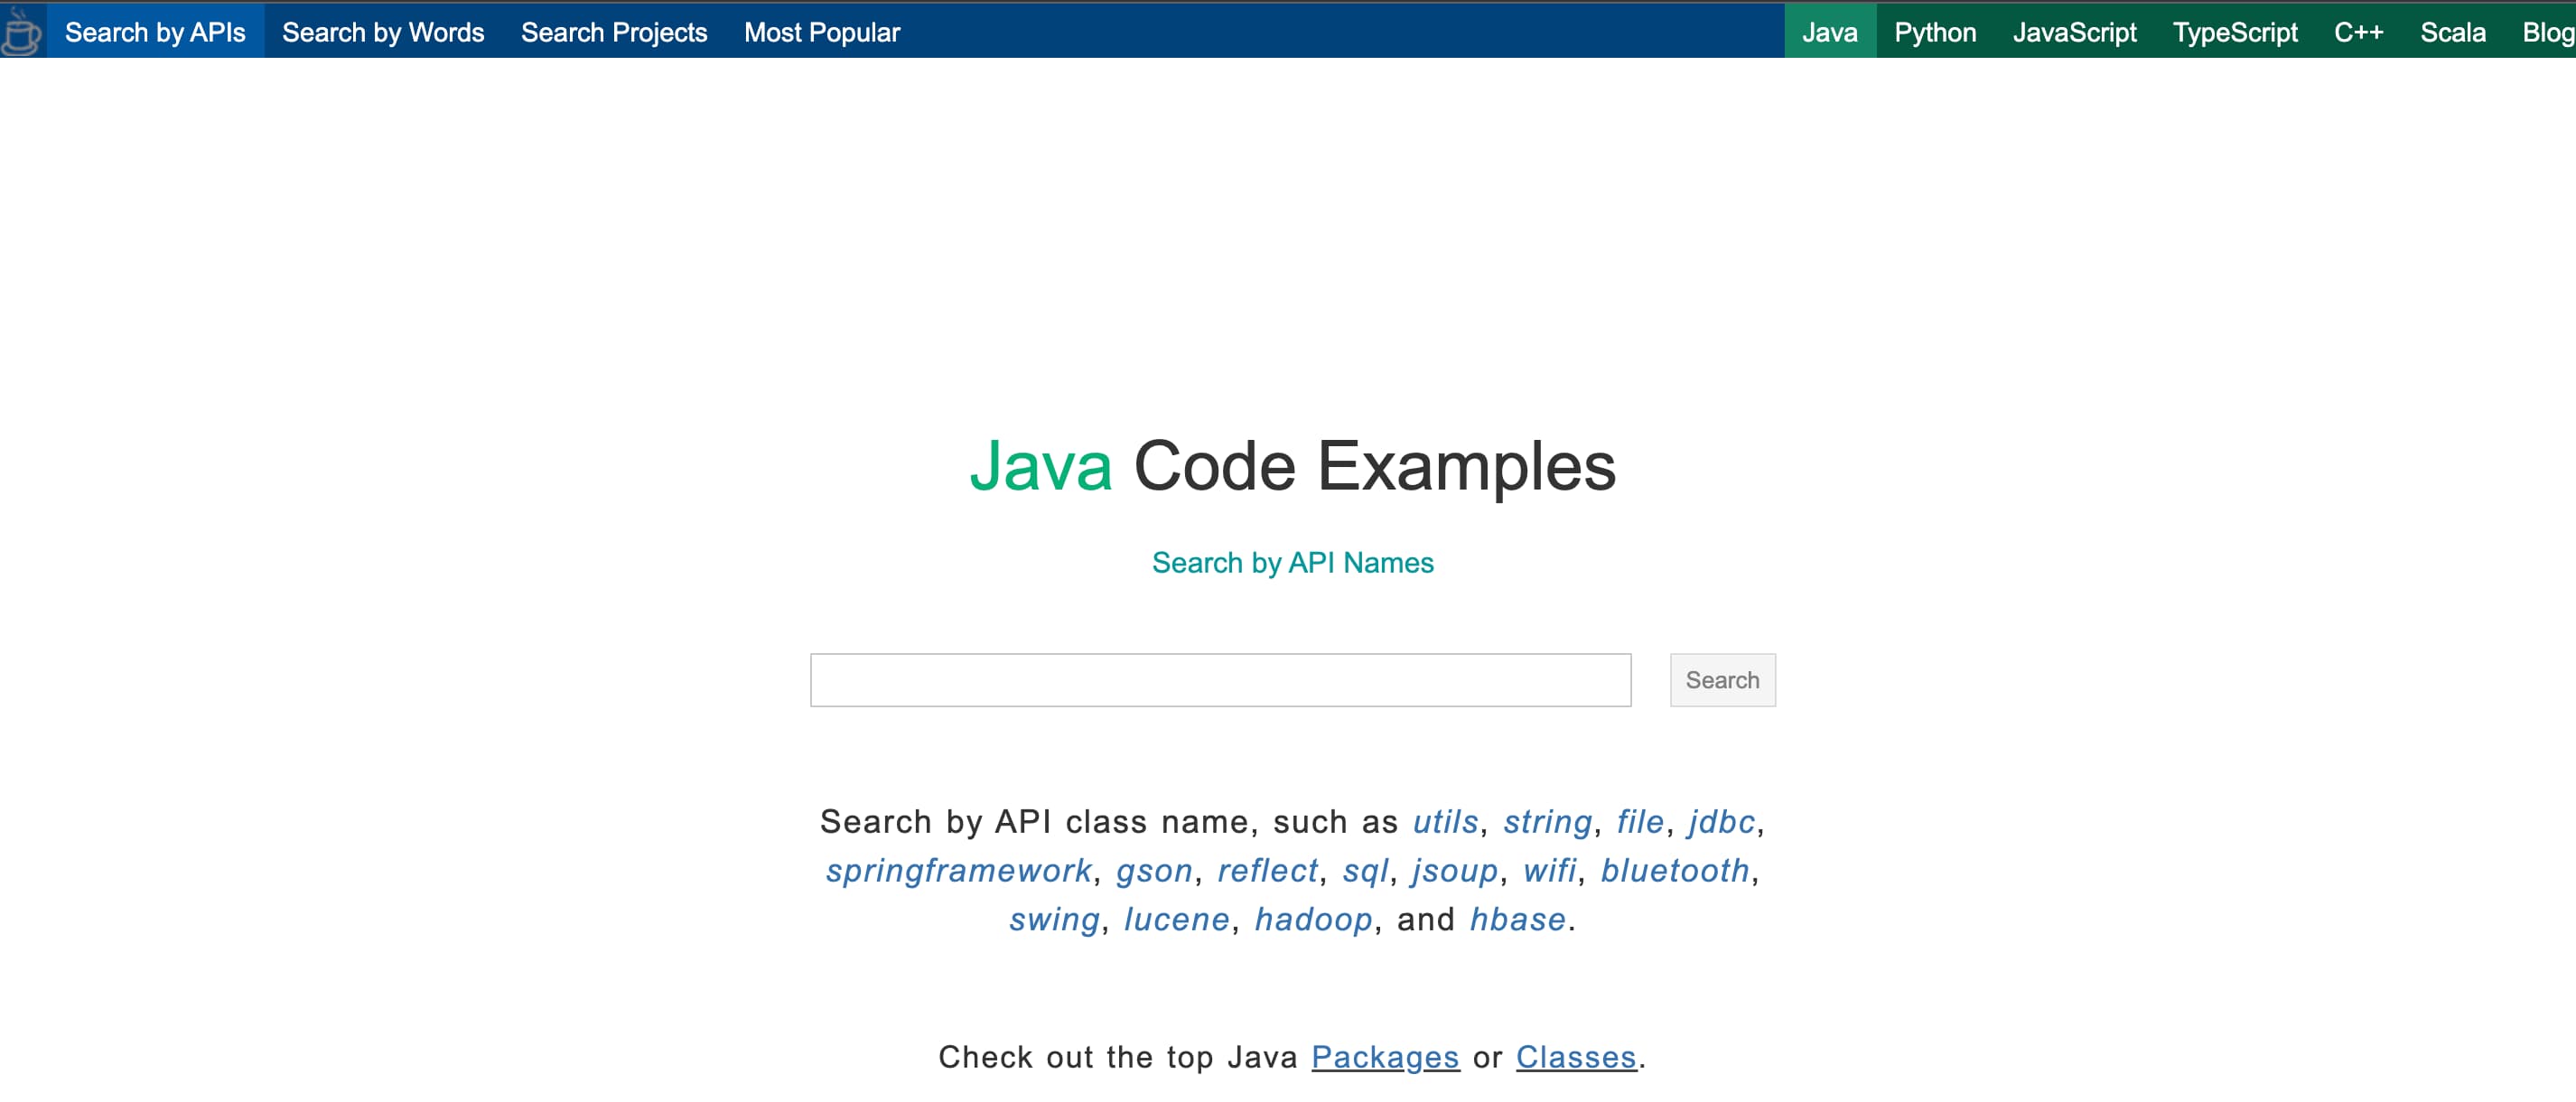 Search by APIs Search by Words Search Projects Most Popular Java Python JavaScript TypeScript C++ Scala Blog
Java Code Examples
Search by API Names
Search
Search by API class name, such as utils, string, file, jdbc,
springframework, gson, reflect, sql, jsoup, wifi, bluetooth,
swing, lucene, hadoop, and hbase.
Check out the top Java Packages or Classes.